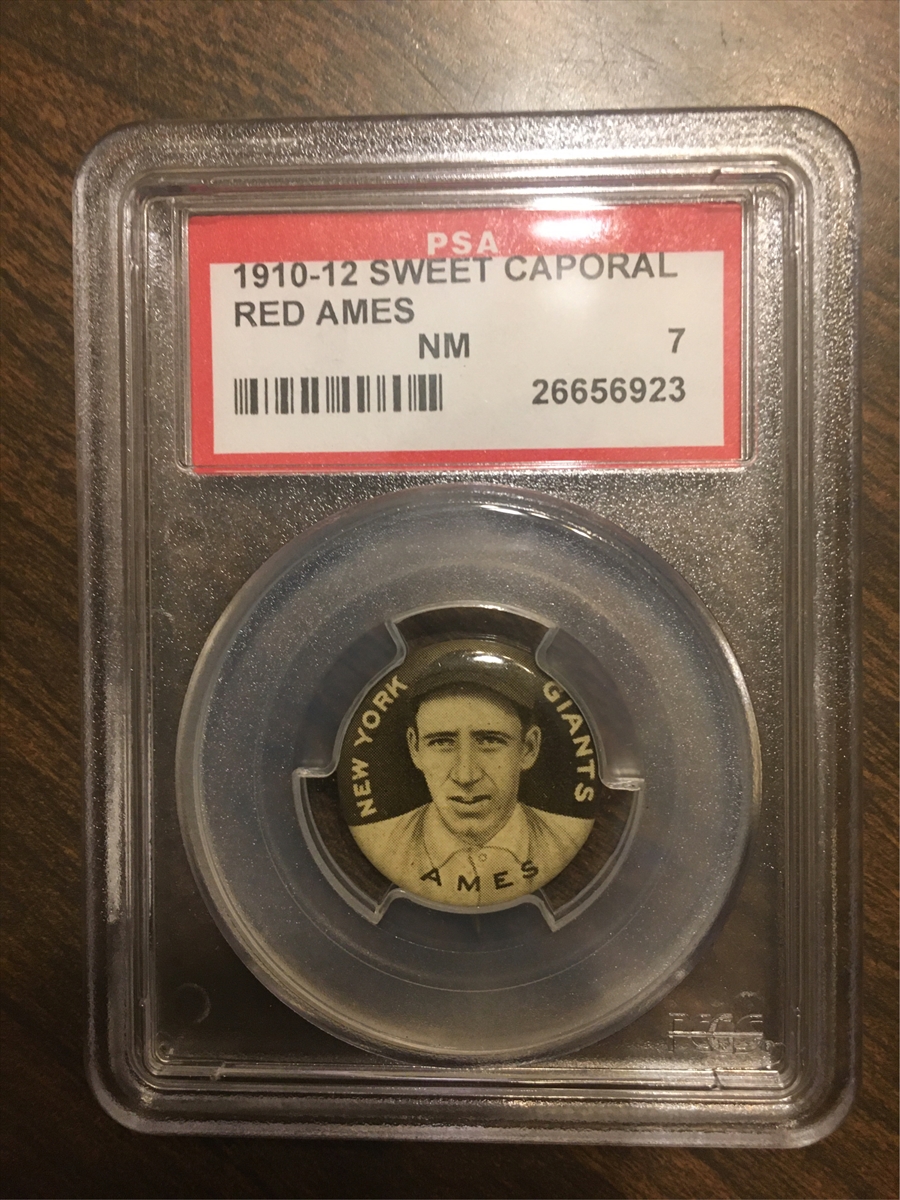 PSA
1910-12 SWEET CAPORAL
RED AMES
NM 7
26656923
NEW YORK GIANTS
AMES